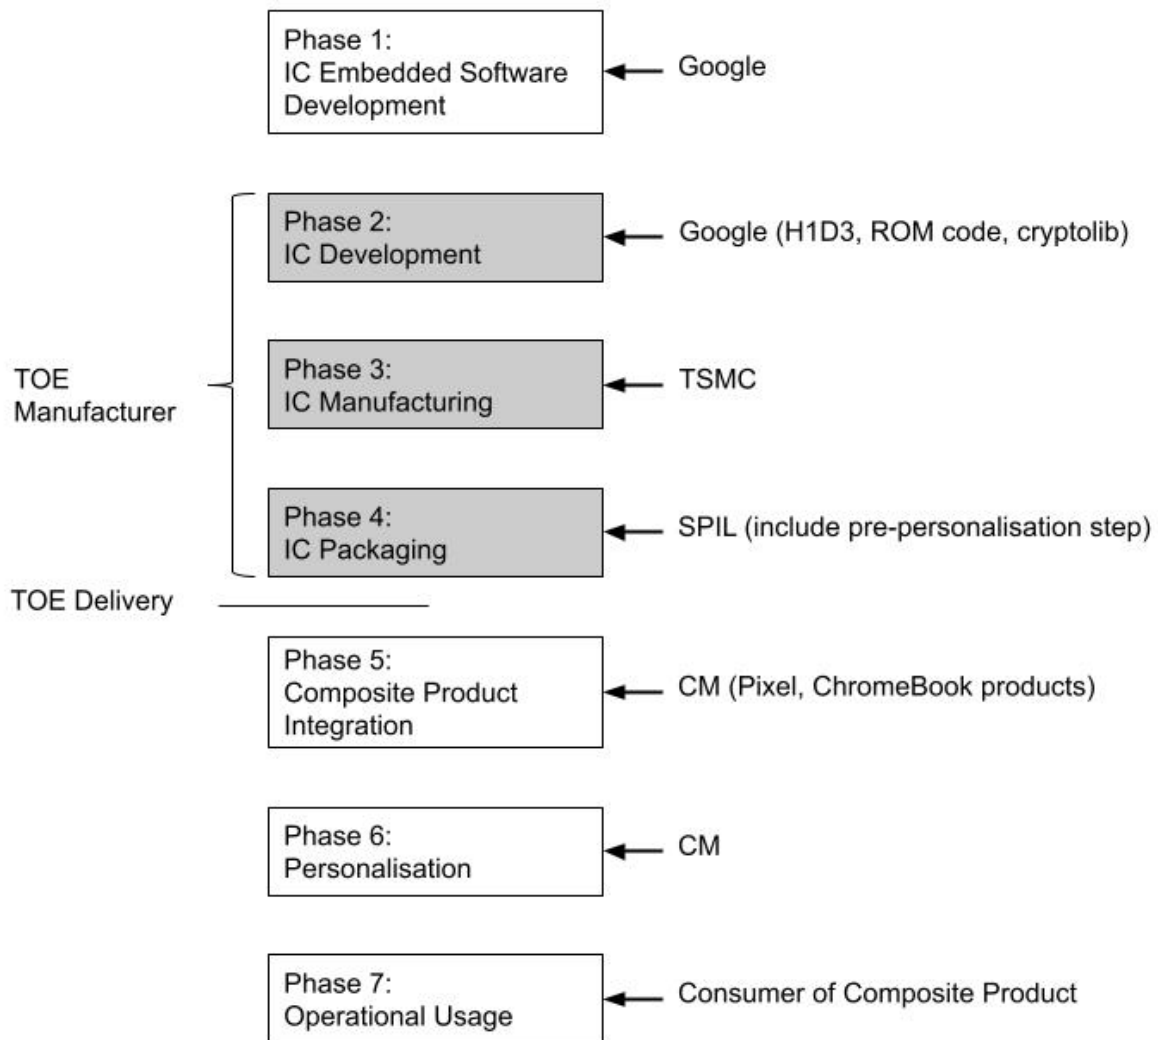 Phase 1:
IC Embedded Software
Development
Google
Phase 2:
IC Development
Google (H1D3, ROM code, cryptolib)
TOE
Manufacturer
Phase 3:
IC Manufacturing
TSMC
Phase 4:
IC Packaging
SPIL (include pre-personalisation step)
TOE Delivery
Phase 5:
Composite Product
Integration
CM (Pixel, ChromeBook products)
Phase 6:
Personalisation
CM
Phase 7:
Operational Usage
Consumer of Composite Product